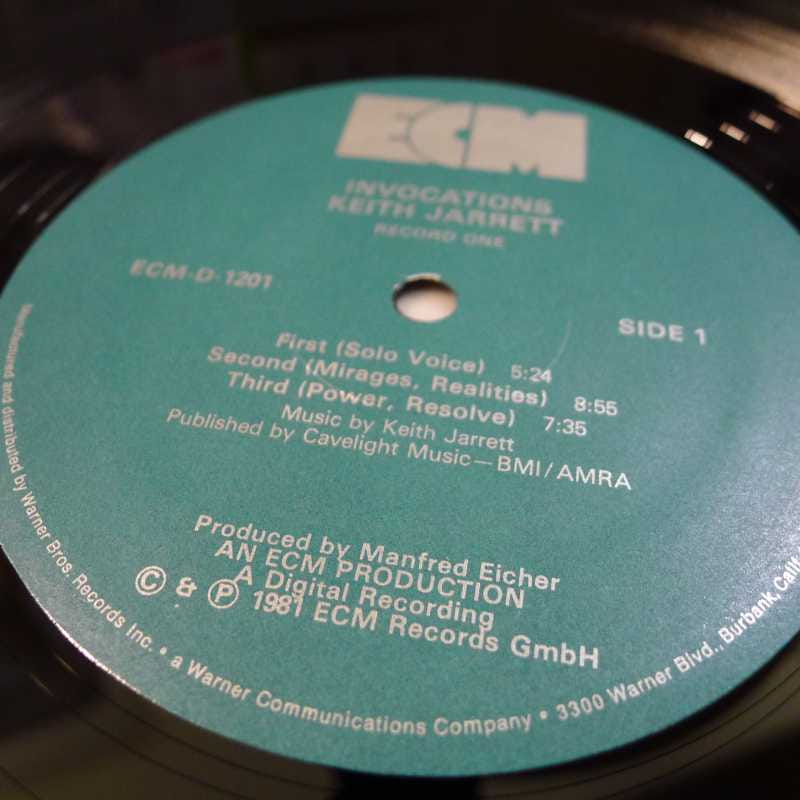 ECM
INVOCATIONS
KEITH JARRETT
RECORD ONE
ECM-D-1201
SIDE 1
First (Solo Voice) 5:24
Second (Mirages, Realities) 8:55
Third (Power, Resolve) 7:35
Music by Keith Jarrett
Published by Cavelight Music—BMI/AMRA
Produced by Manfred Eicher
AN ECM PRODUCTION
A Digital Recording
© & ℗ 1981 ECM Records GmbH
Manufactured and distributed by Warner Bros. Records Inc. • a Warner Communications Company • 3300 Warner Blvd., Burbank, Calif.